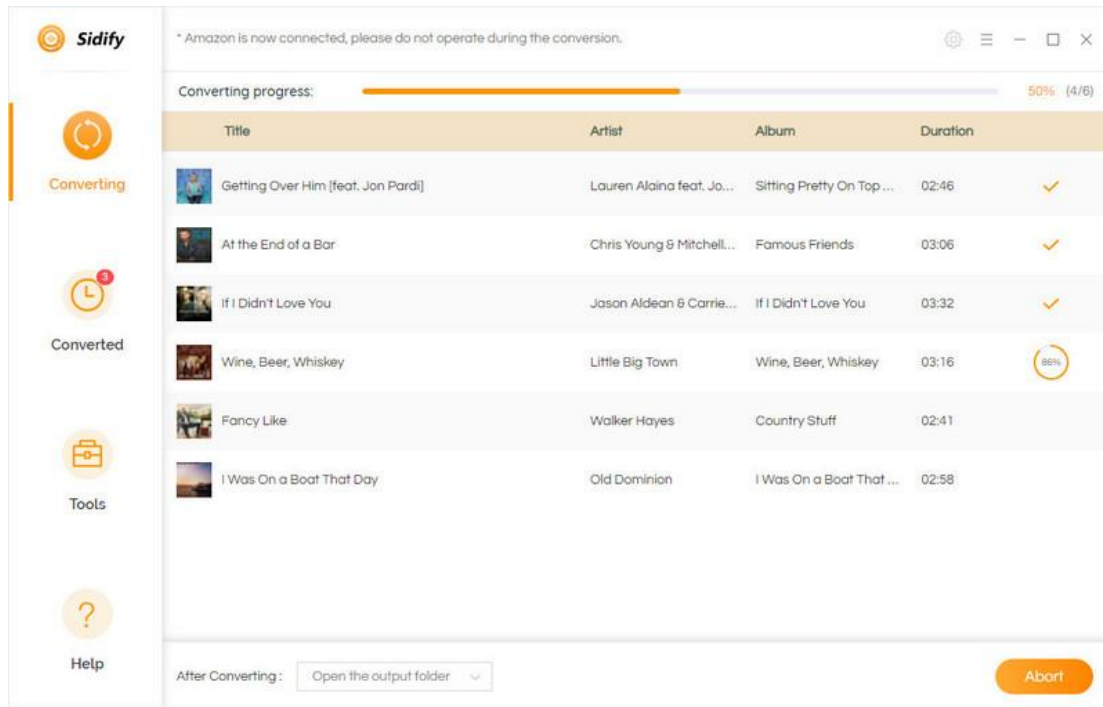 Sidify
* Amazon is now connected, please do not operate during the conversion.
Converting progress: 50% (4/6)
Title Artist Album Duration
Converting
Getting Over Him [feat. Jon Pardi] Lauren Alaina feat. Jo... Sitting Pretty On Top ... 02:46
At the End of a Bar Chris Young & Mitchell... Famous Friends 03:06
3
If I Didn't Love You Jason Aldean & Carrie... If I Didn't Love You 03:32
Converted
Wine, Beer, Whiskey Little Big Town Wine, Beer, Whiskey 03:16 86%
Fancy Like Walker Hayes Country Stuff 02:41
I Was On a Boat That Day Old Dominion I Was On a Boat That ... 02:58
Tools
Help
After Converting : Open the output folder
Abort